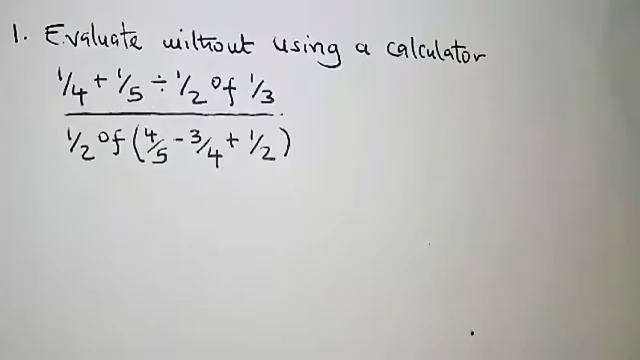 1. Evaluate without using a calculator
1/4 + 1/5 ÷ 1/2 of 1/3
1/2 of (4/5 - 3/4 + 1/2)